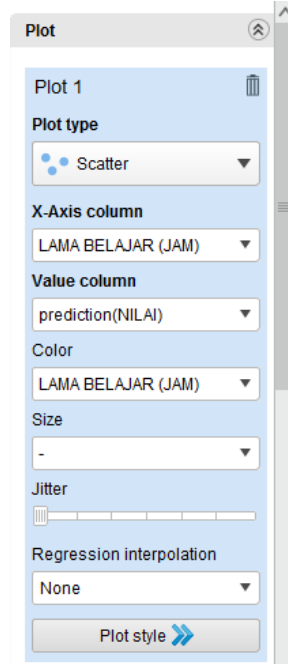 Plot
Plot 1
Plot type
Scatter
X-Axis column
LAMA BELAJAR (JAM)
Value column
prediction(NILAI)
Color
LAMA BELAJAR (JAM)
Size
-
Jitter
Regression interpolation
None
Plot style